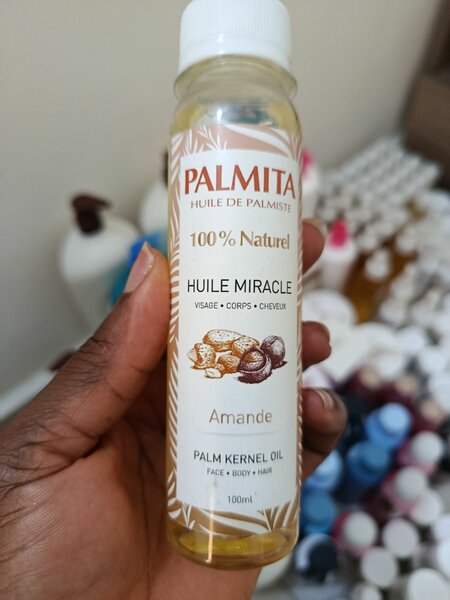 PALMITA
HUILE DE PALMISTE
100% Naturel
HUILE MIRACLE
VISAGE • CORPS • CHEVEUX
Amande
PALM KERNEL OIL
FACE • BODY • HAIR
100ml